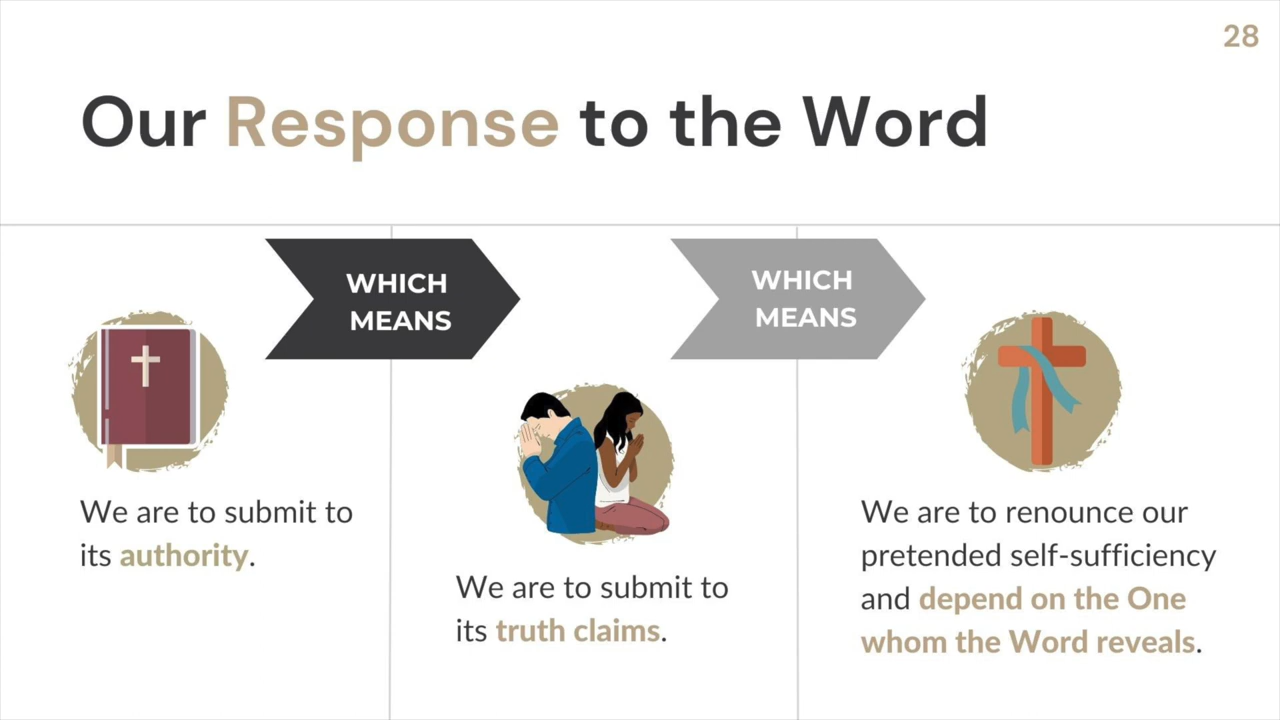 28
Our Response to the Word
WHICH
MEANS
WHICH
MEANS
We are to submit to
its authority.
We are to submit to
its truth claims.
We are to renounce our
pretended self-sufficiency
and depend on the One
whom the Word reveals.